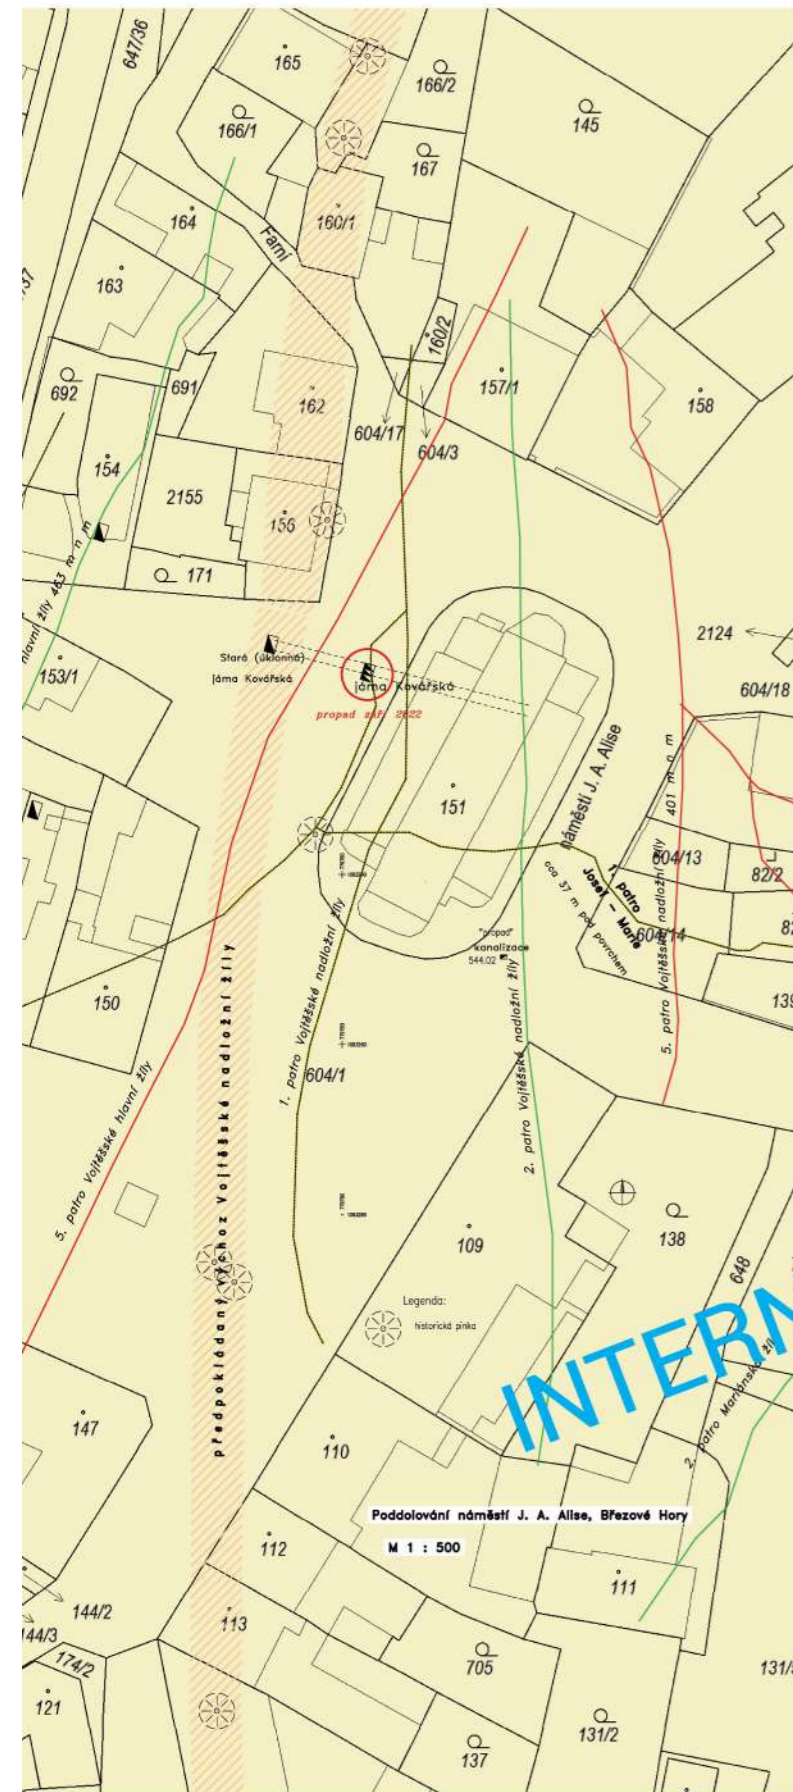 647/36
165
166/2
145
166/1
167
164
160/1
Farní
163
160/2
692
691
162
157/1
158
604/17
604/3
154
2155
156
171
hlavní žíly 463 m n m
2124
Stará (úklonná)
jáma Kovářská
jáma Kovářská
153/1
604/18
propad září 2022
náměstí J. A. Alise
401 m n m
151
604/13
82/2
1. patro
Josef – Marie
cca 37 m pod povrchem
604/14
"propad"
kanalizace
544.02
150
139
1. patro Vojtěšské nadložní žíly
2. patro Vojtěšské nadložní žíly
5. patro Vojtěšské nadložní žíly
604/1
5. patro Vojtěšské hlavní žíly
předpokládaný výchoz Vojtěšské nadložní žíly
109
138
648
Legenda:
historická pinka
INTERN
2. patro Mariánské žíly
147
110
Poddolování náměstí J. A. Alise, Březové Hory
M 1 : 500
112
111
144/2
113
144/3
174/2
705
121
131/2
137